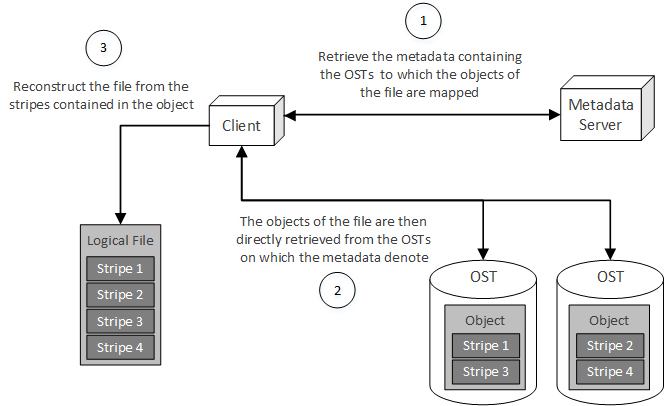 1
Retrieve the metadata containing
the OSTs to which the objects of
the file are mapped
3
Reconstruct the file from the
stripes contained in the object
Client
Metadata
Server
The objects of the file are then
directly retrieved from the OSTs
on which the metadata denote
2
Logical File
Stripe 1
Stripe 2
Stripe 3
Stripe 4
OST
Object
Stripe 1
Stripe 3
OST
Object
Stripe 2
Stripe 4